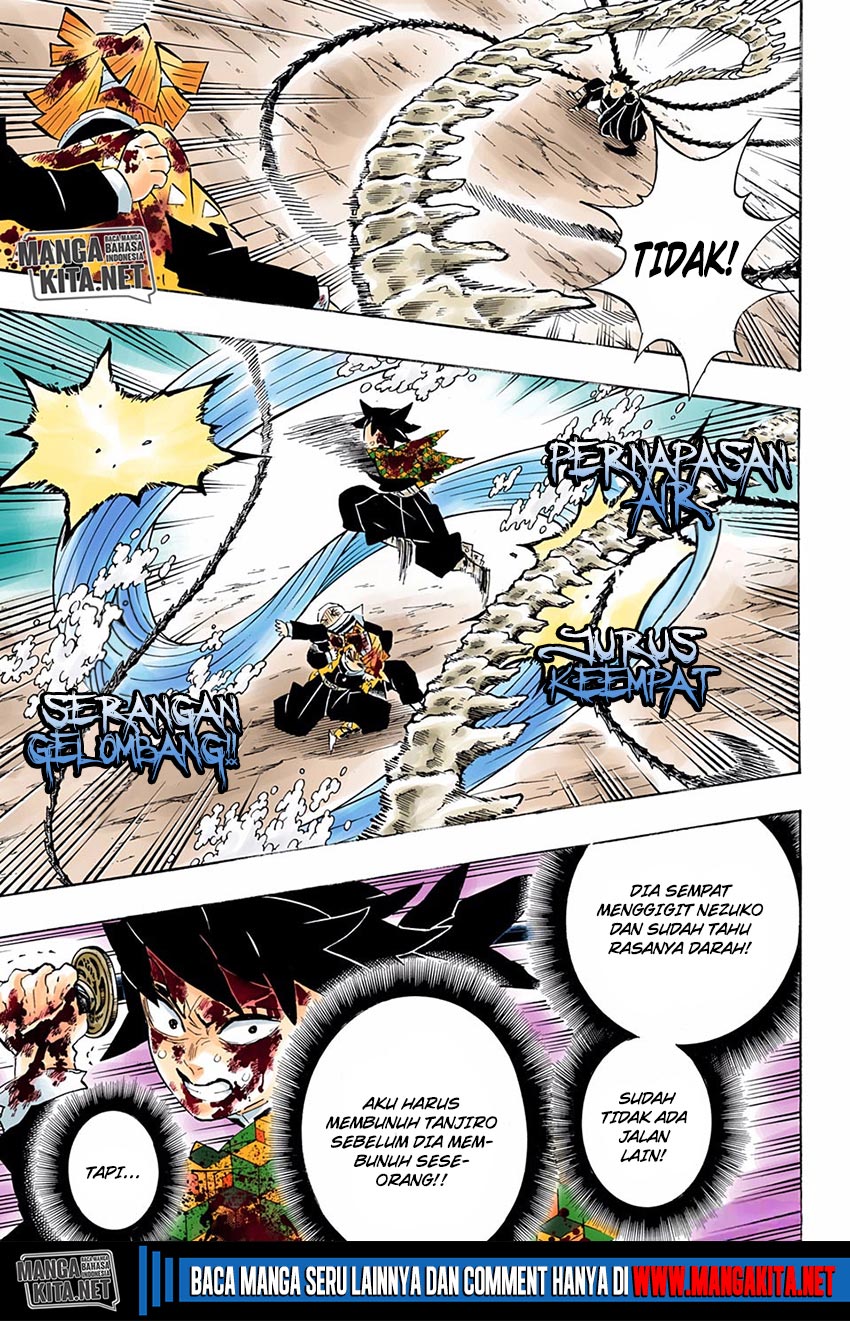 MANGA
BACA MANGA
BAHASA
INDONESIA
KITA.NET
TIDAK!
PERNAPASAN
AIR
JURUS
KEEMPAT
SERANGAN
GELOMBANG!!
DIA SEMPAT
MENGGIGIT NEZUKO
DAN SUDAH TAHU
RASANYA DARAH!
SUDAH
TIDAK ADA
JALAN
LAIN!
AKU HARUS
MEMBUNUH TANJIRO
SEBELUM DIA MEM-
BUNUH SESE-
ORANG!!
TAPI...
MANGA
BACA MANGA
BAHASA
INDONESIA
KITA.NET
BACA MANGA SERU LAINNYA DAN COMMENT HANYA DI WWW.MANGAKITA.NET